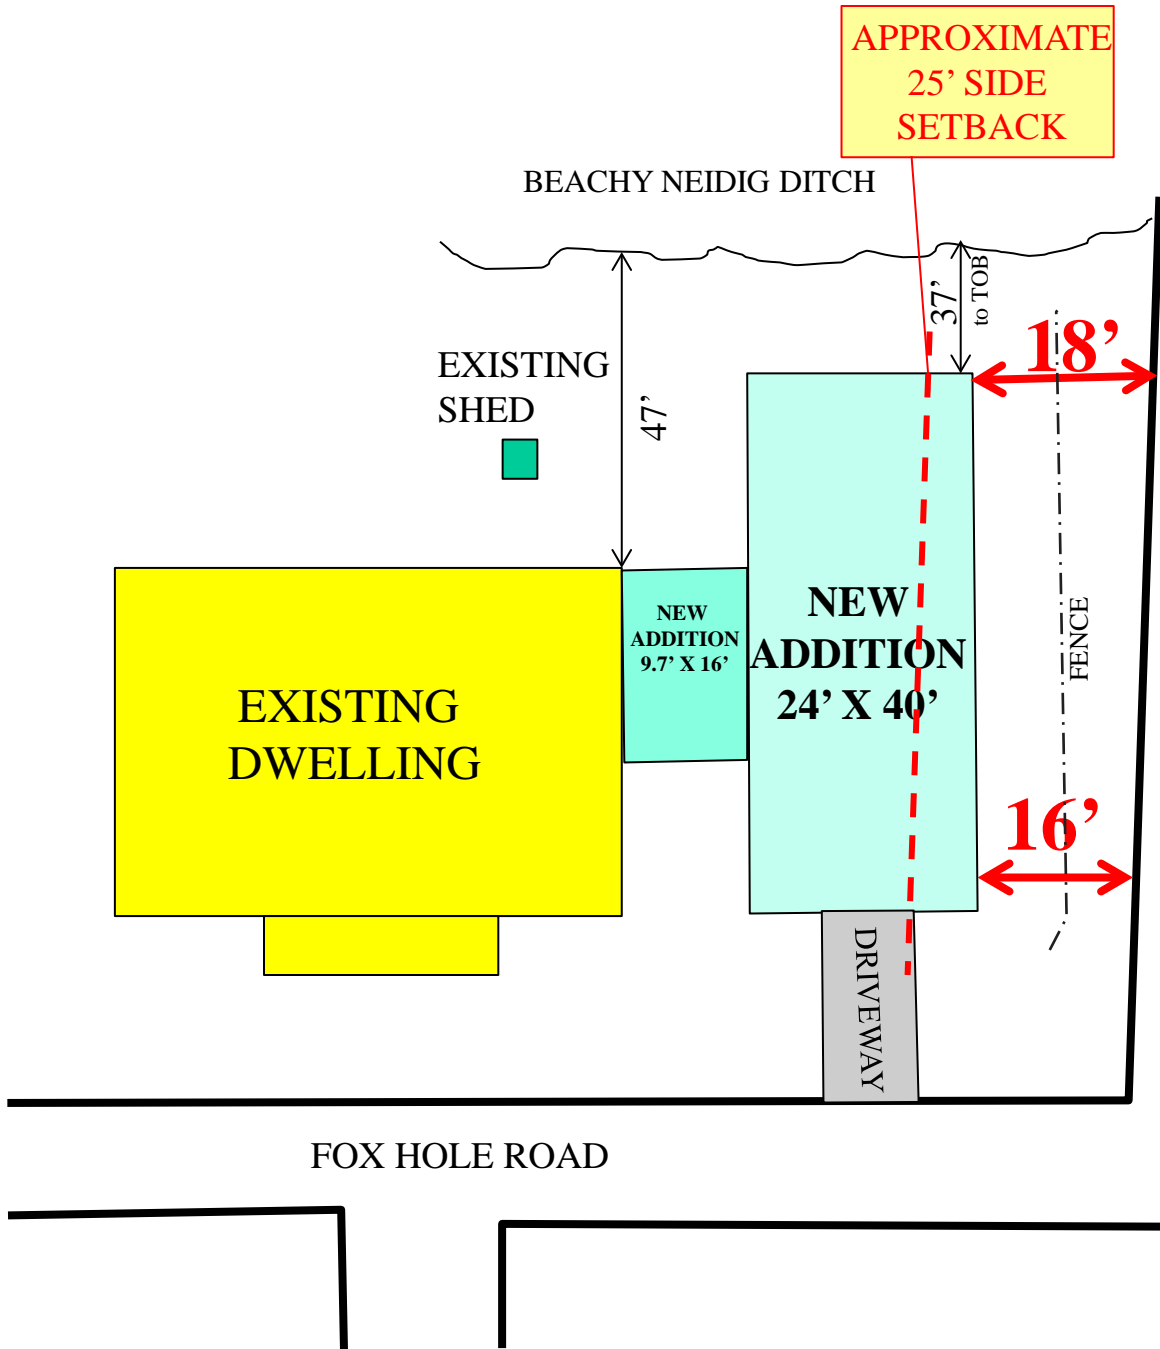 APPROXIMATE
25’ SIDE
SETBACK
BEACHY NEIDIG DITCH
37’
to TOB
18’
EXISTING
SHED
47’
NEW
ADDITION
9.7’ X 16’
NEW
ADDITION
24’ X 40’
FENCE
EXISTING
DWELLING
16’
DRIVEWAY
FOX HOLE ROAD